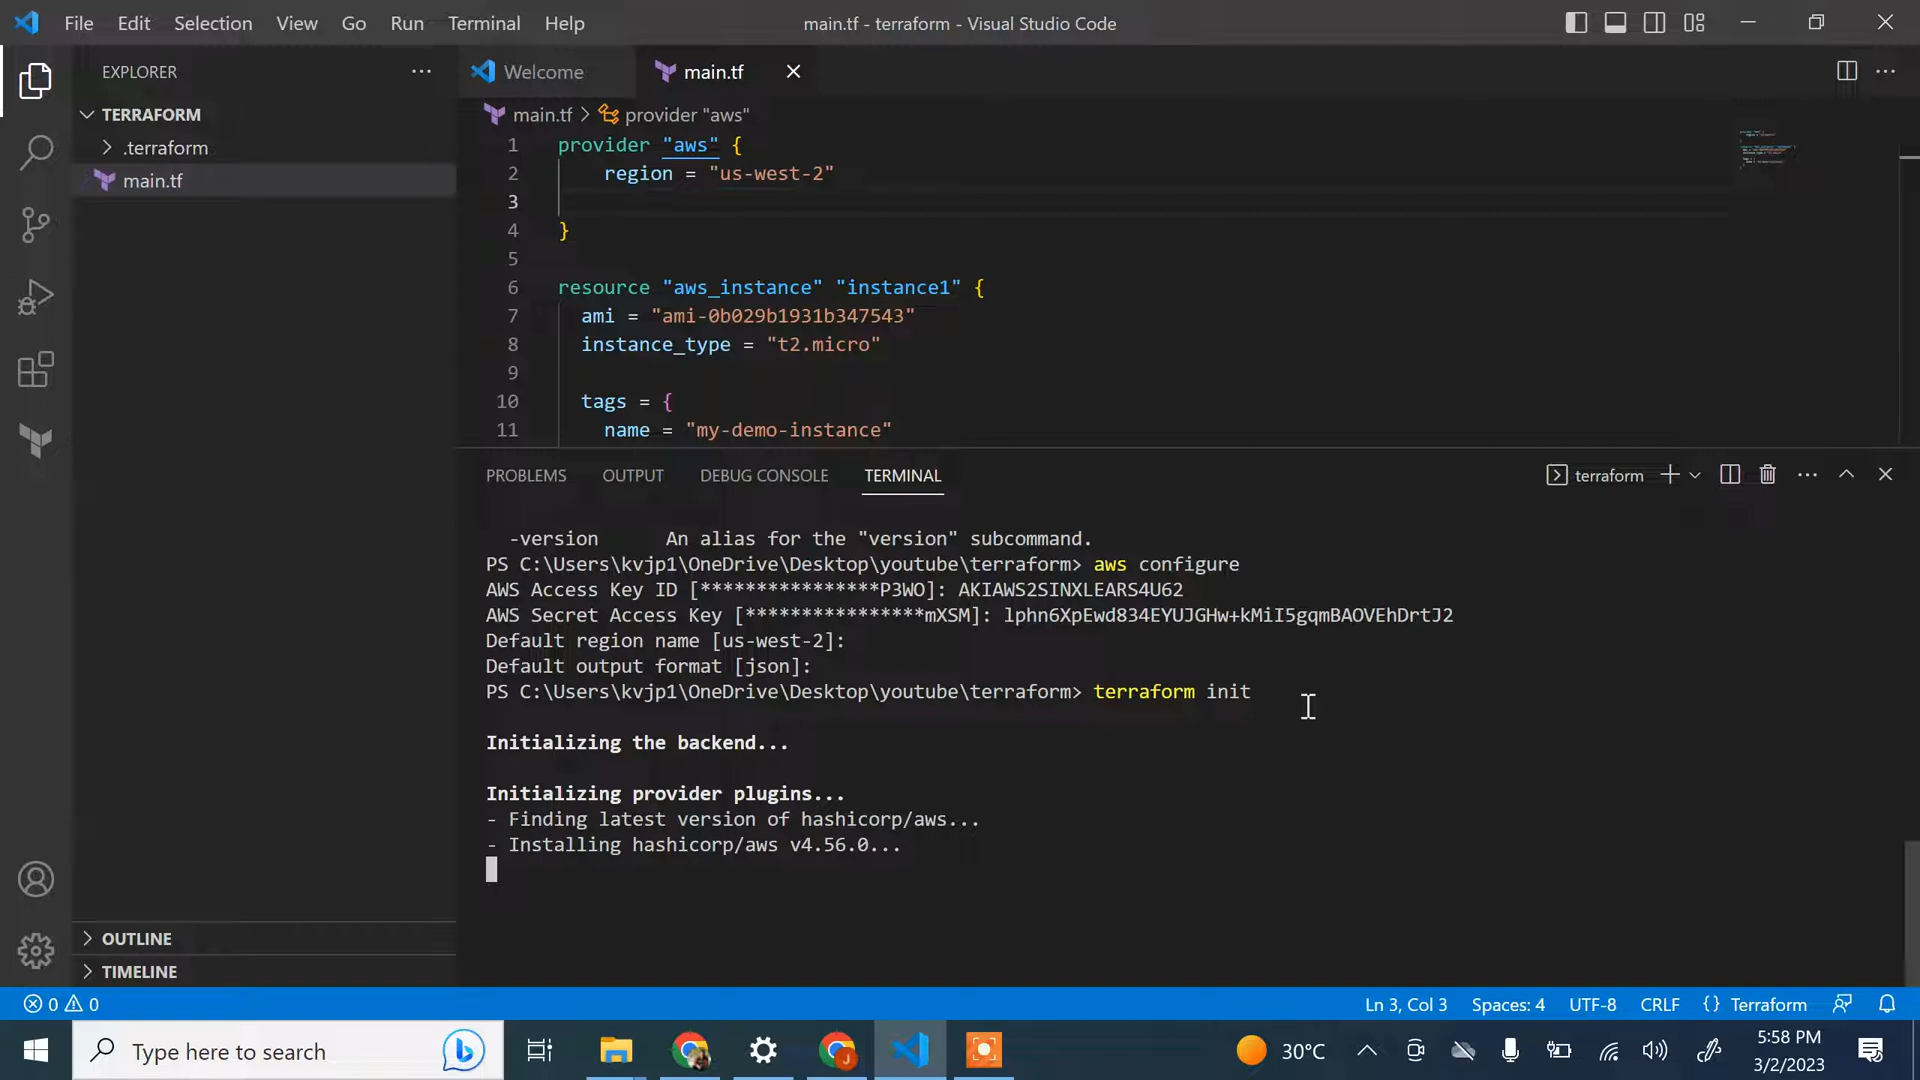 File Edit Selection View Go Run Terminal Help
main.tf - terraform - Visual Studio Code
EXPLORER
Welcome
main.tf
TERRAFORM
.terraform
main.tf
main.tf > provider "aws"
1 provider "aws" {
2 region = "us-west-2"
3
4 }
5
6 resource "aws_instance" "instance1" {
7 ami = "ami-0b029b1931b347543"
8 instance_type = "t2.micro"
9
10 tags = {
11 name = "my-demo-instance"
PROBLEMS OUTPUT DEBUG CONSOLE TERMINAL
terraform
-version An alias for the "version" subcommand.
PS C:\Users\kvjp1\OneDrive\Desktop\youtube\terraform> aws configure
AWS Access Key ID [****************P3WO]: AKIAWS2SINXLEARS4U62
AWS Secret Access Key [****************mXSM]: 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
Default region name [us-west-2]:
Default output format [json]:
PS C:\Users\kvjp1\OneDrive\Desktop\youtube\terraform> terraform init
Initializing the backend...
Initializing provider plugins...
- Finding latest version of hashicorp/aws...
- Installing hashicorp/aws v4.56.0...
OUTLINE
TIMELINE
0 0
Ln 3, Col 3 Spaces: 4 UTF-8 CRLF {} Terraform
Type here to search
30°C
5:58 PM
3/2/2023